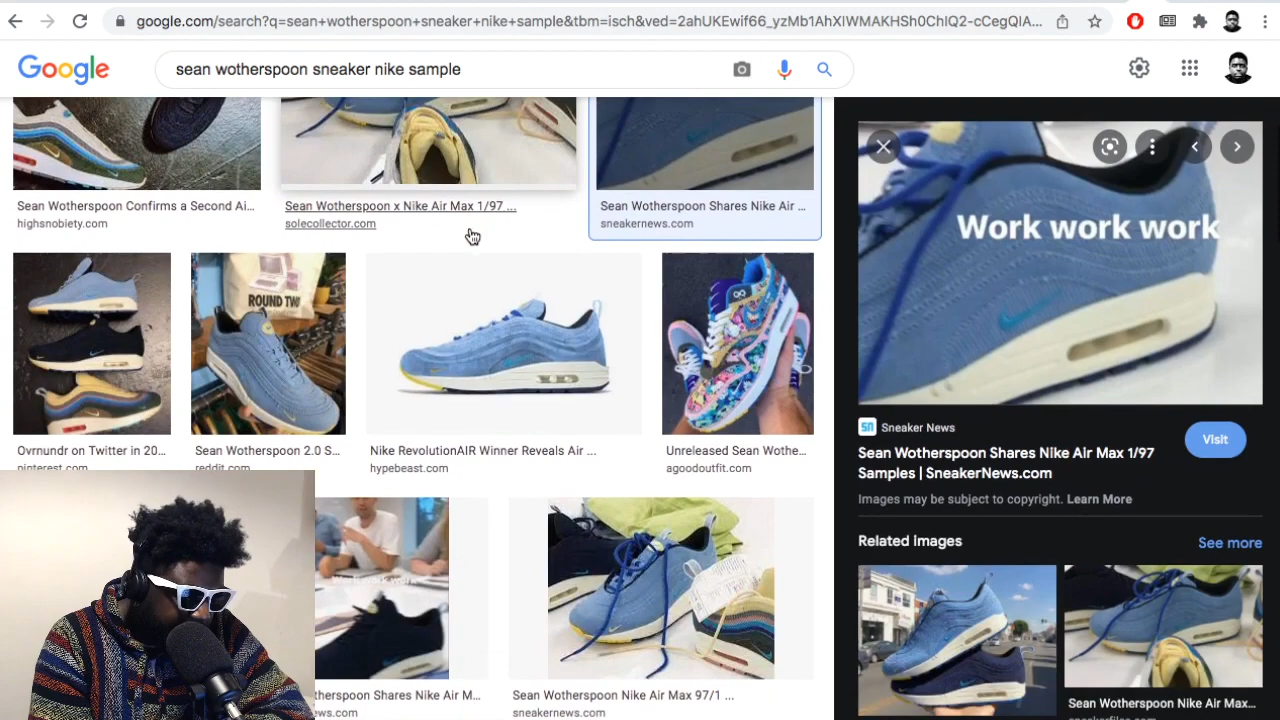 google.com/search?q=sean+wotherspoon+sneaker+nike+sample&tbm=isch&ved=2ahUKEwif66_yzMb1AhXIWMAKHSh0ChIQ2-cCegQIA...
Google
sean wotherspoon sneaker nike sample
Sean Wotherspoon Confirms a Second Ai...
highsnobiety.com
Sean Wotherspoon x Nike Air Max 1/97 ...
solecollector.com
Sean Wotherspoon Shares Nike Air ...
sneakernews.com
Work work work
ROUND TW
Ovrnundr on Twitter in 20...
pinterest.com
Sean Wotherspoon 2.0 S...
reddit.com
Nike RevolutionAIR Winner Reveals Air ...
hypebeast.com
Unreleased Sean Wothe...
agoodoutfit.com
SN Sneaker News
Sean Wotherspoon Shares Nike Air Max 1/97
Samples | SneakerNews.com
Visit
Images may be subject to copyright. Learn More
Related Images
See more
Work work work
therspoon Shares Nike Air M...
ws.com
Sean Wotherspoon Nike Air Max 97/1 ...
sneakernews.com
Sean Wotherspoon Nike Air Max...